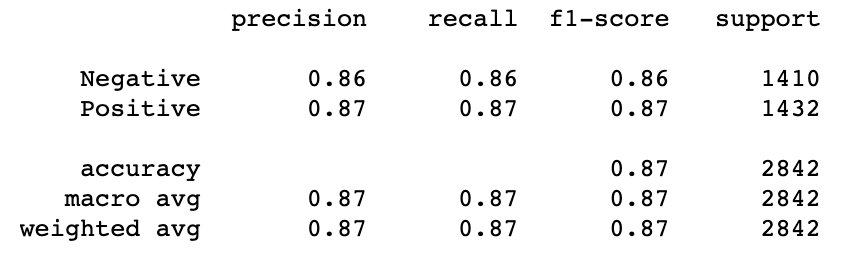 precision recall f1-score support
Negative 0.86 0.86 0.86 1410
Positive 0.87 0.87 0.87 1432
accuracy 0.87 2842
macro avg 0.87 0.87 0.87 2842
weighted avg 0.87 0.87 0.87 2842